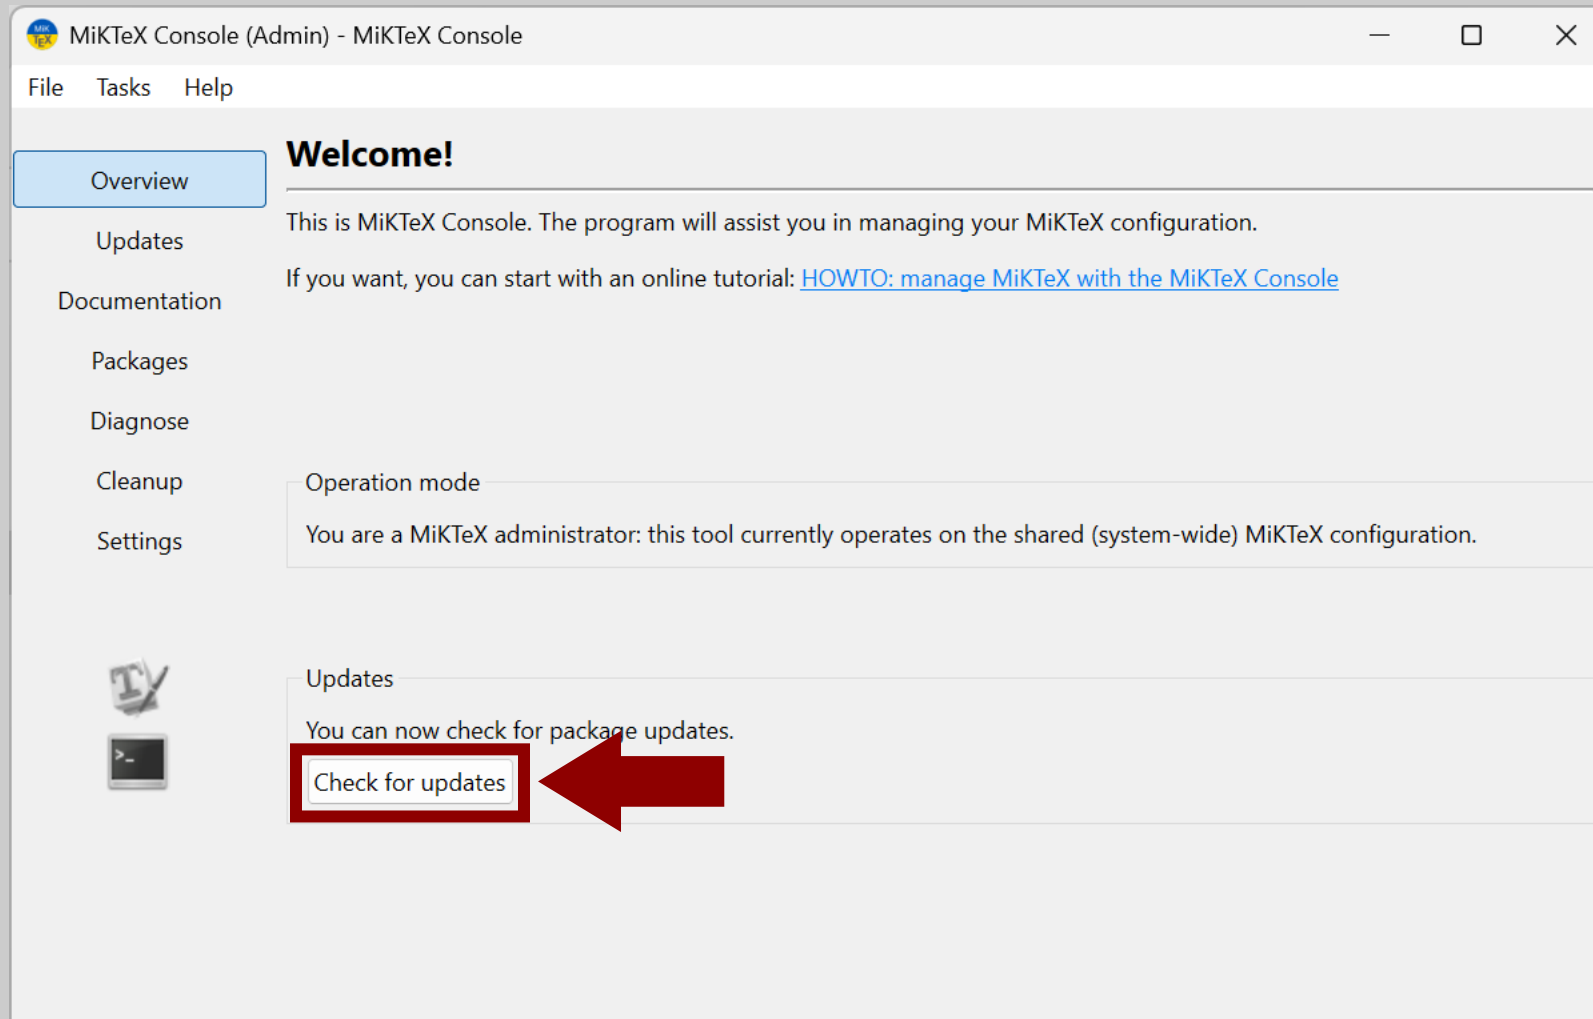 MiKTeX Console (Admin) - MiKTeX Console
File Tasks Help
Overview
Updates
Documentation
Packages
Diagnose
Cleanup
Settings
Welcome!
This is MiKTeX Console. The program will assist you in managing your MiKTeX configuration.
If you want, you can start with an online tutorial: HOWTO: manage MiKTeX with the MiKTeX Console
Operation mode
You are a MiKTeX administrator: this tool currently operates on the shared (system-wide) MiKTeX configuration.
Updates
You can now check for package updates.
Check for updates